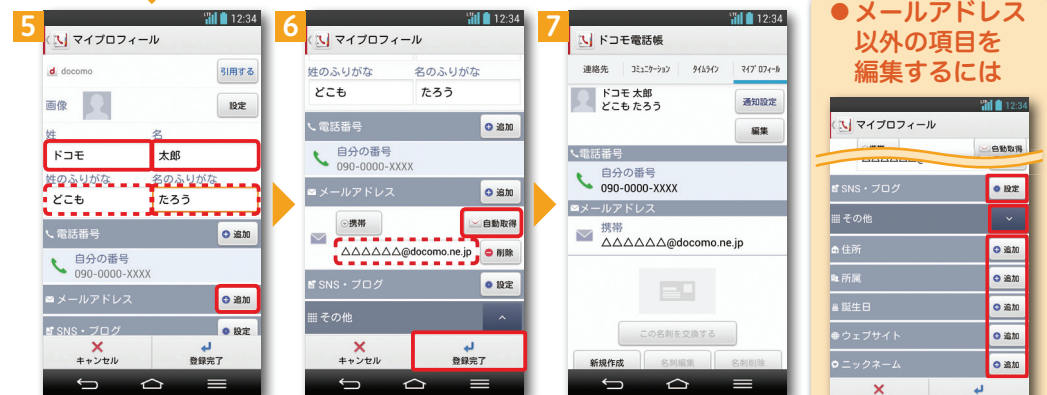 5
12:34
マイプロフィール
docomo
引用する
画像
設定
姓 名
ドコモ 太郎
姓のふりがな 名のふりがな
どこも たろう
電話番号 追加
自分の番号
090-0000-XXXX
メールアドレス 追加
SNS・ブログ 設定
キャンセル 登録完了
6
12:34
マイプロフィール
姓のふりがな 名のふりがな
どこも たろう
電話番号 追加
自分の番号
090-0000-XXXX
メールアドレス 追加
携帯 自動取得
△△△△△△@docomo.ne.jp 削除
SNS・ブログ 設定
その他
キャンセル 登録完了
7
12:34
ドコモ電話帳
連絡先 コミュニケーション タイムライン マイプロフィール
ドコモ 太郎
どこも たろう
通知設定
編集
電話番号
自分の番号
090-0000-XXXX
メールアドレス
携帯
△△△△△△@docomo.ne.jp
この名刺を交換する
新規作成 名刺編集 名刺削除
●メールアドレス
以外の項目を
編集するには
12:34
マイプロフィール
自動取得
SNS・ブログ 設定
その他
住所 追加
所属 追加
誕生日 追加
ウェブサイト 追加
ニックネーム 追加